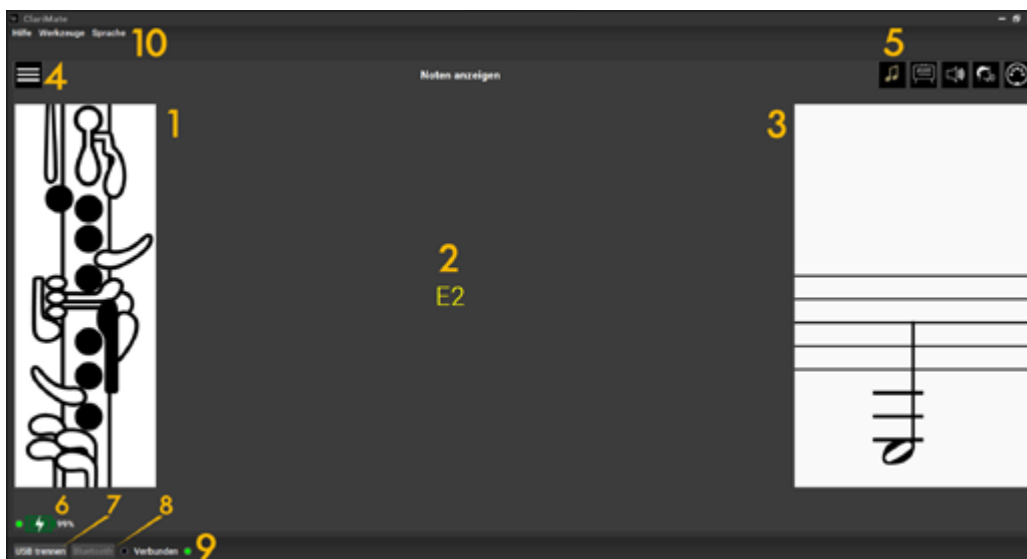 ClariMate
Hilfe Werkzeuge Sprache 10
5
4 Noten anzeigen
1 3
2
E2
6 7 8
99%
USB trennen Bluetooth Verbunden 9